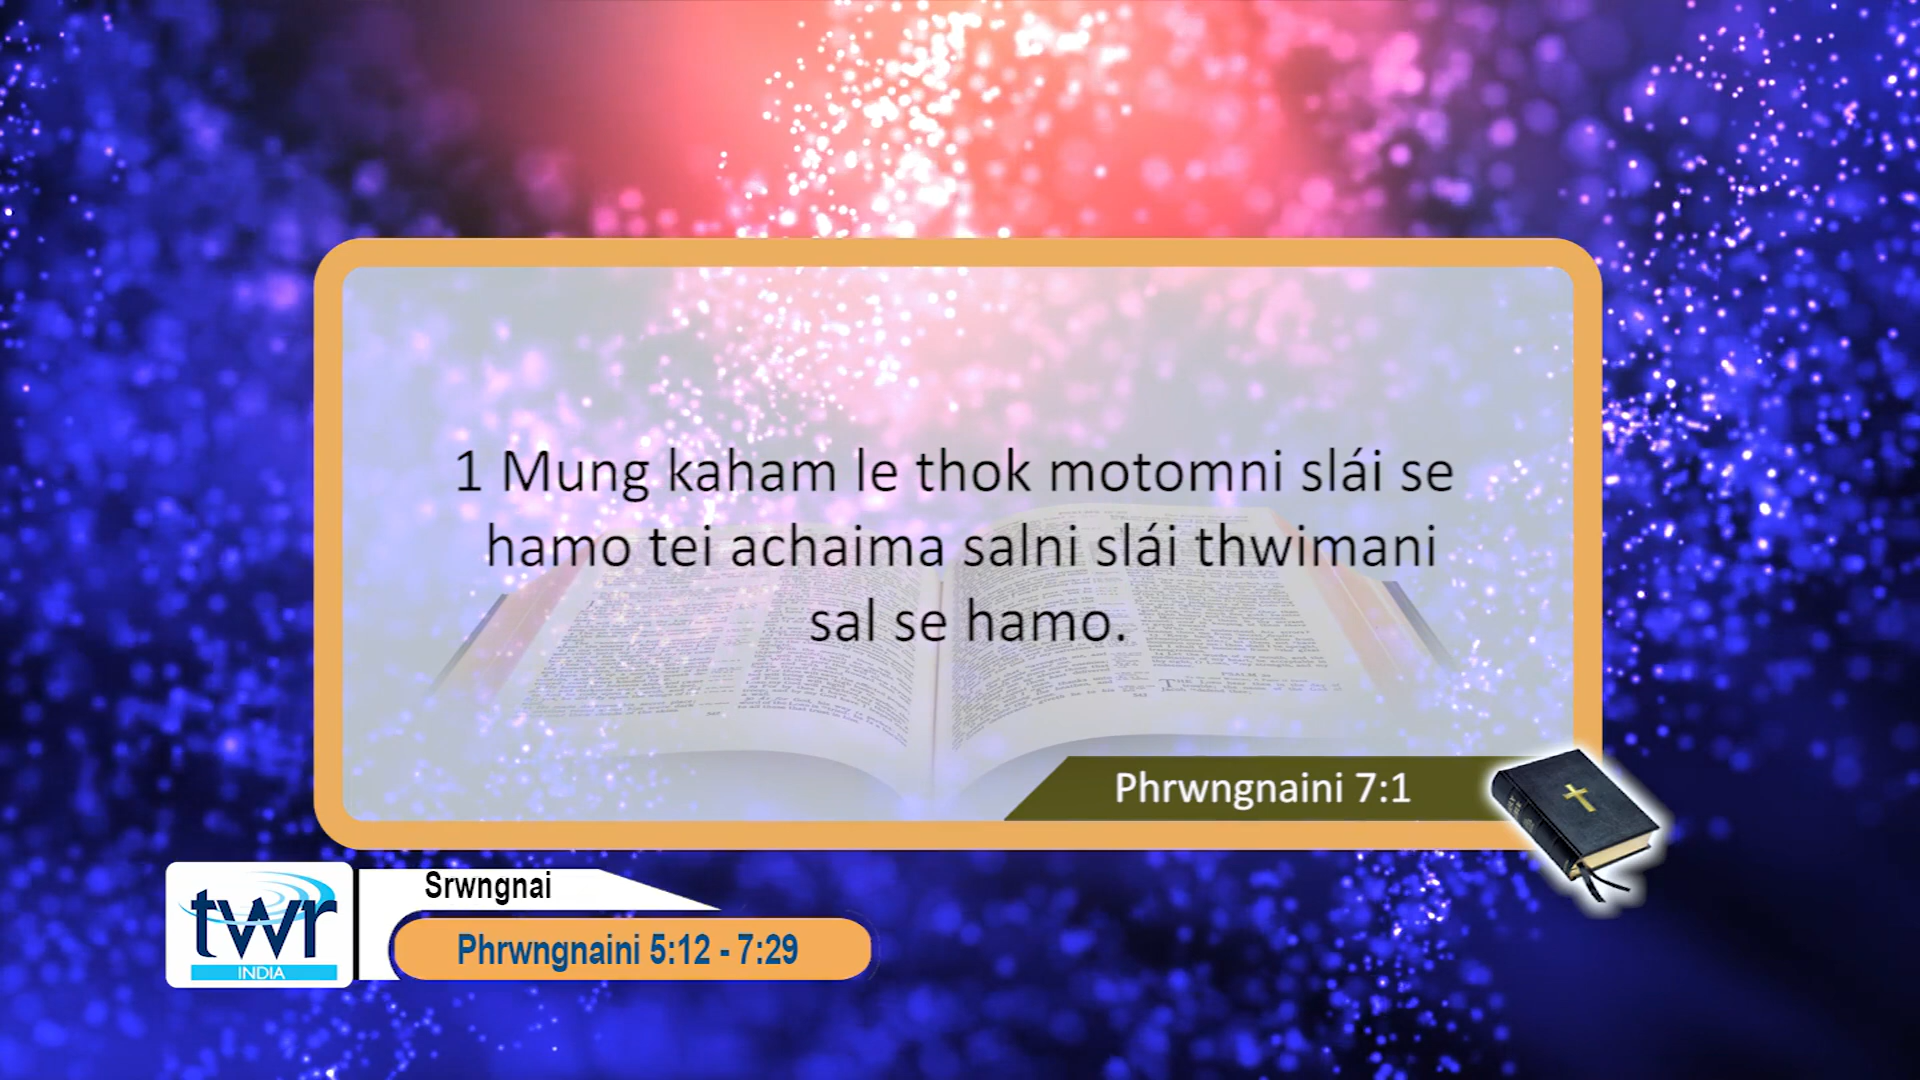 1 Mung kaham le thok motomni slái se
hamo tei achaima salni slái thwimani
sal se hamo.
Phrwngnaini 7:1
Srwngnai
twr
INDIA
Phrwngnaini 5:12 - 7:29